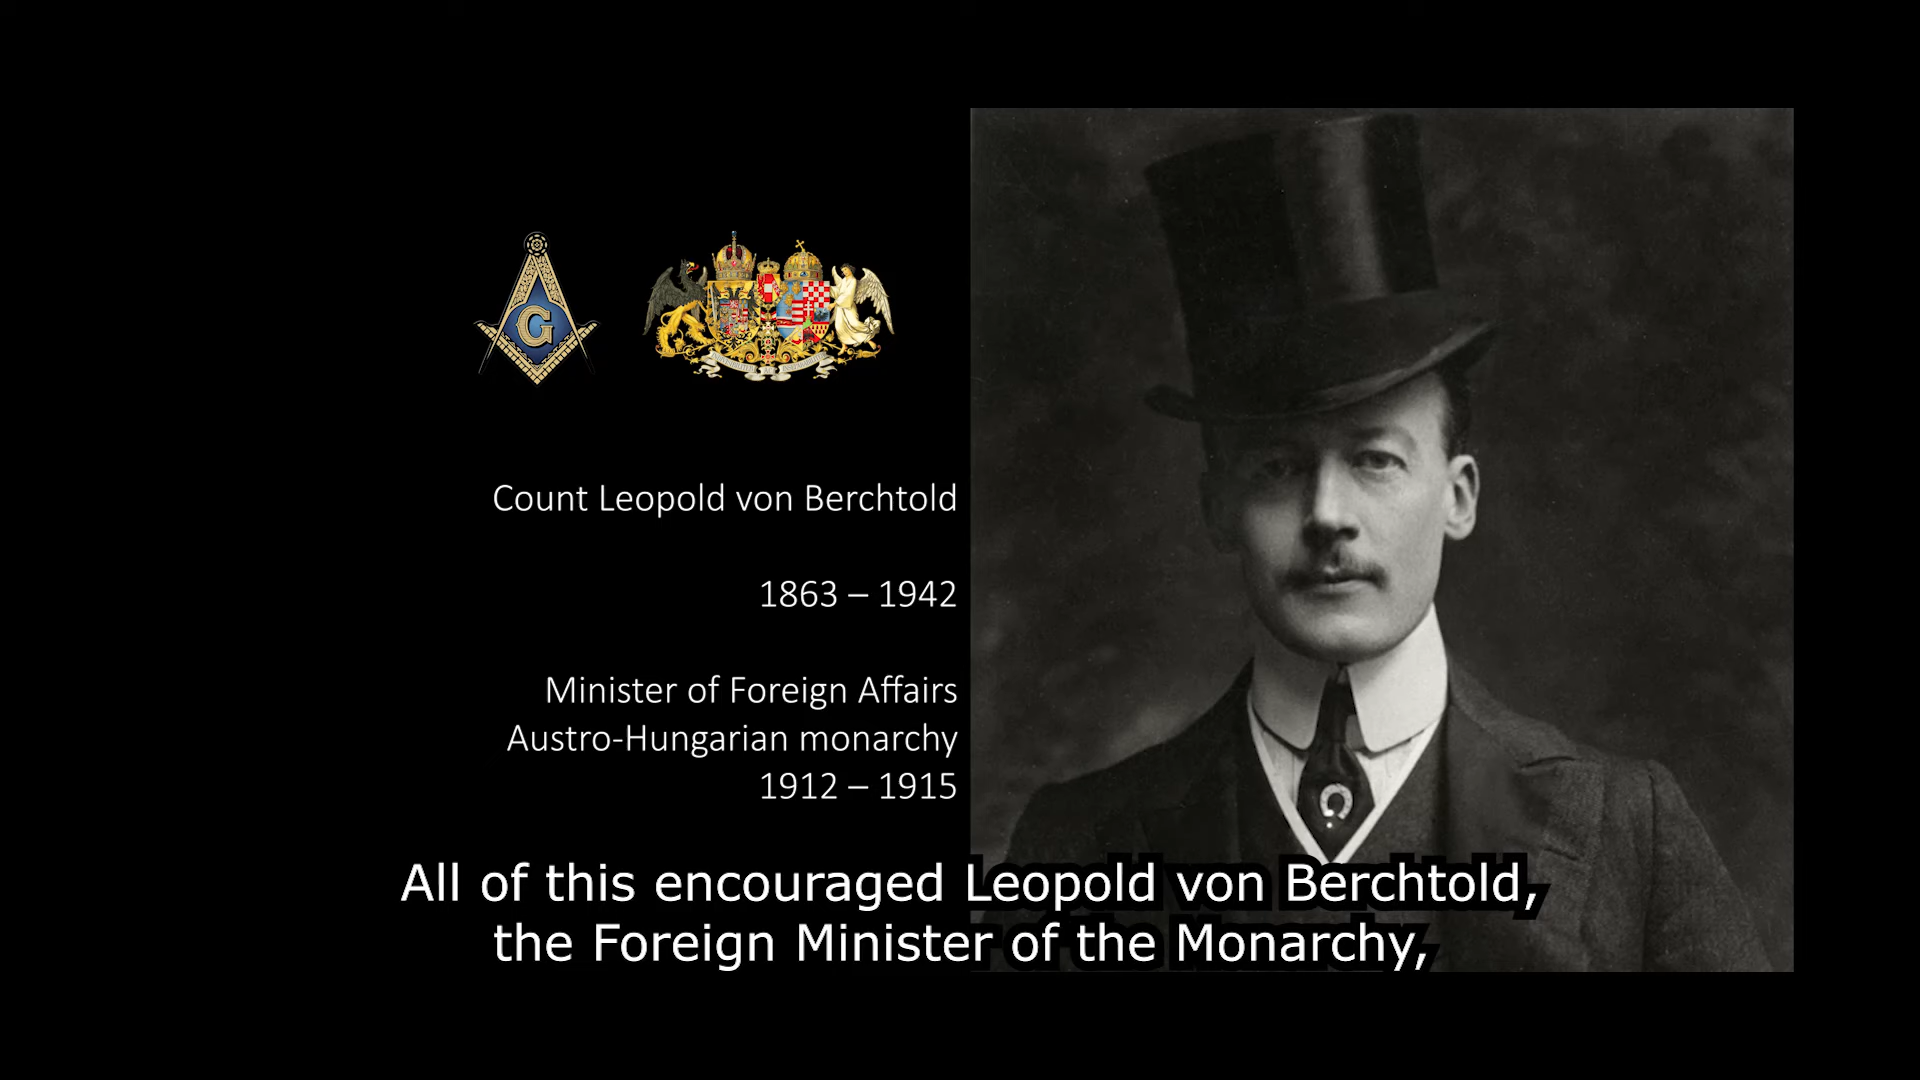 G
Count Leopold von Berchtold
1863 – 1942
Minister of Foreign Affairs
Austro-Hungarian monarchy
1912 – 1915
All of this encouraged Leopold von Berchtold,
the Foreign Minister of the Monarchy,